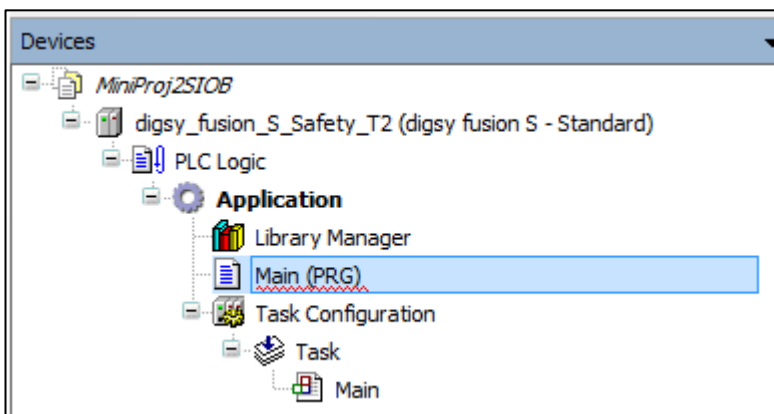 Devices
MiniProj2SIOB
digsy_fusion_S_Safety_T2 (digsy fusion S - Standard)
PLC Logic
Application
Library Manager
Main (PRG)
Task Configuration
Task
Main